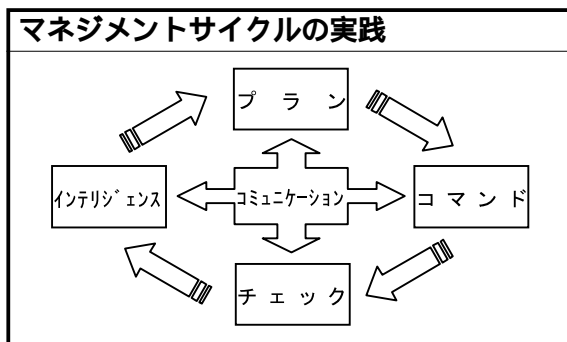 マネジメントサイクルの実践
プラン
インテリジェンス
コミュニケーション
コマンド
チェック